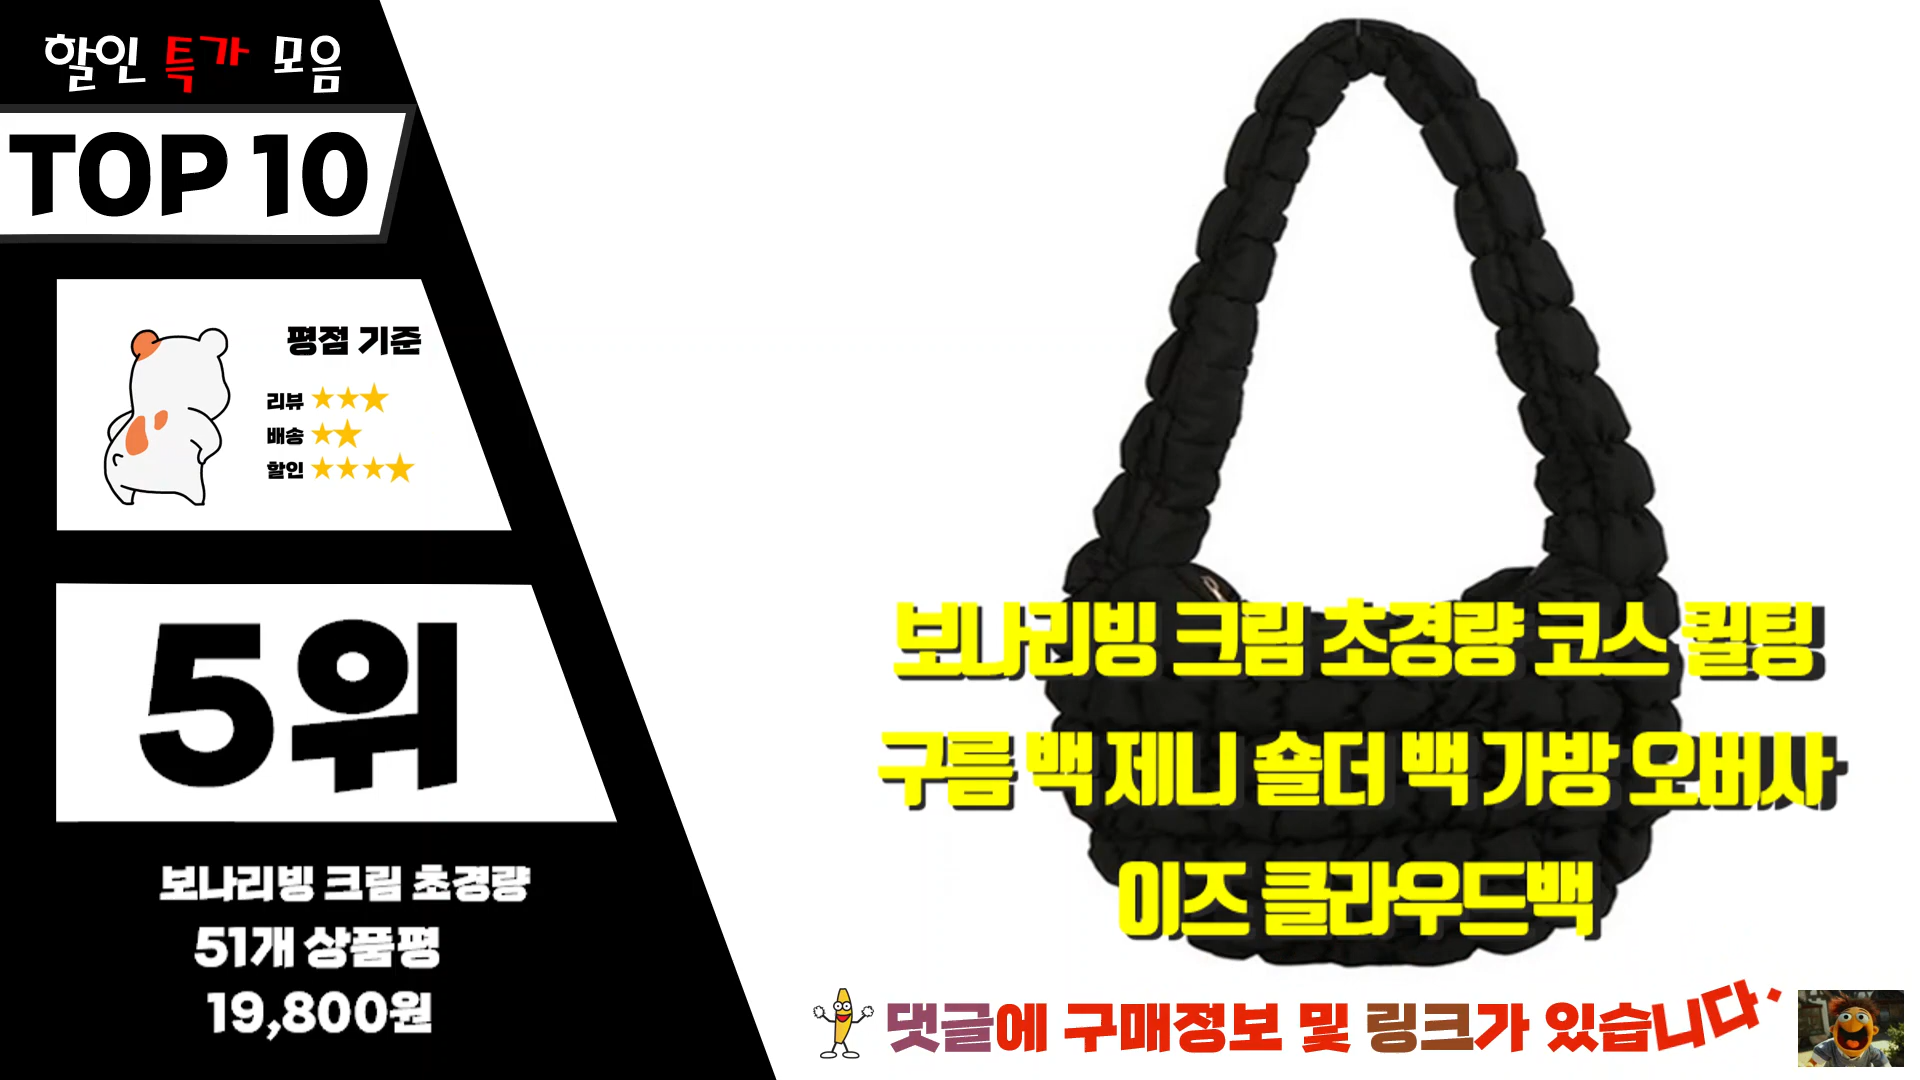 할인 특가 모음
TOP 10
평점 기준
리뷰 ★★★
배송 ★★
할인 ★★★★
5위
보나리빙 크림 초경량
51개 상품평
19,800원
보나리빙 크림 초경량 코스 퀼팅
구름 백 제니 숄더 백 가방 오버사
이즈 클라우드백
댓글에 구매정보 및 링크가 있습니다.